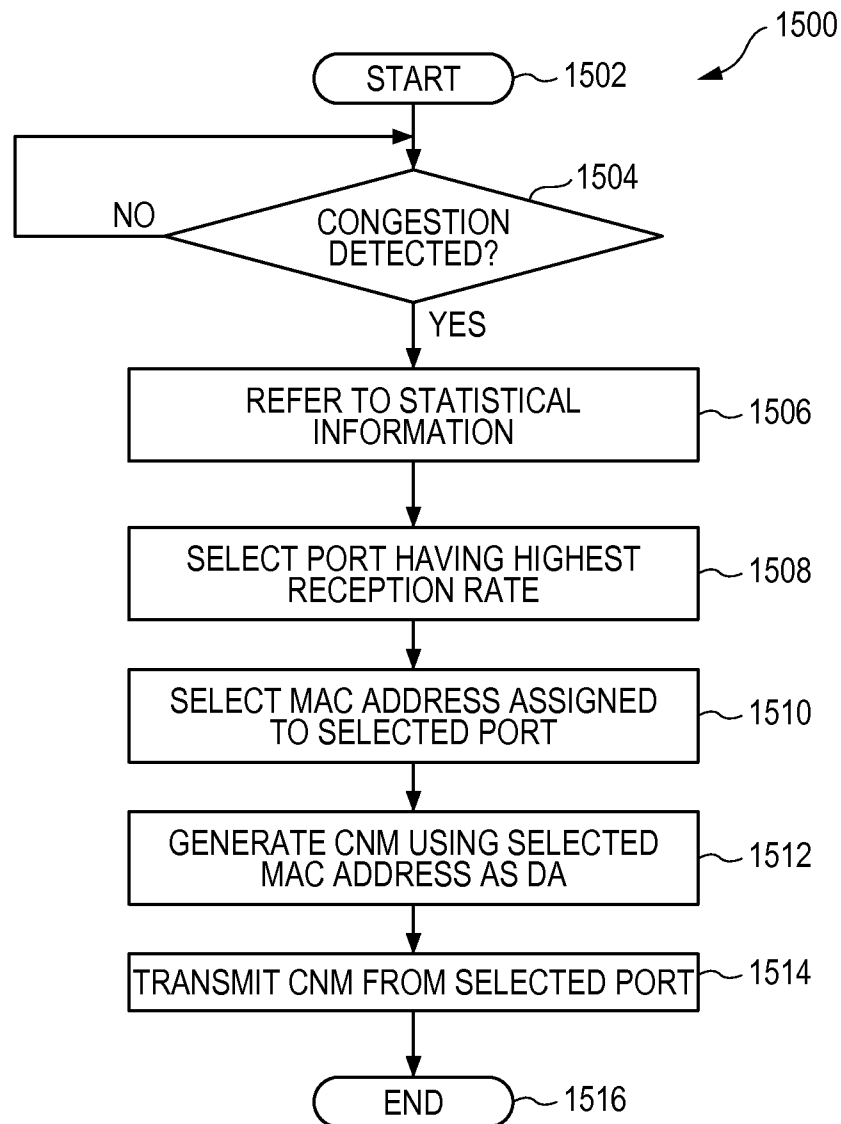 1500
START
1502
1504
NO
CONGESTION
DETECTED?
YES
REFER TO STATISTICAL
INFORMATION
1506
SELECT PORT HAVING HIGHEST
RECEPTION RATE
1508
SELECT MAC ADDRESS ASSIGNED
TO SELECTED PORT
1510
GENERATE CNM USING SELECTED
MAC ADDRESS AS DA
1512
TRANSMIT CNM FROM SELECTED PORT
1514
END
1516